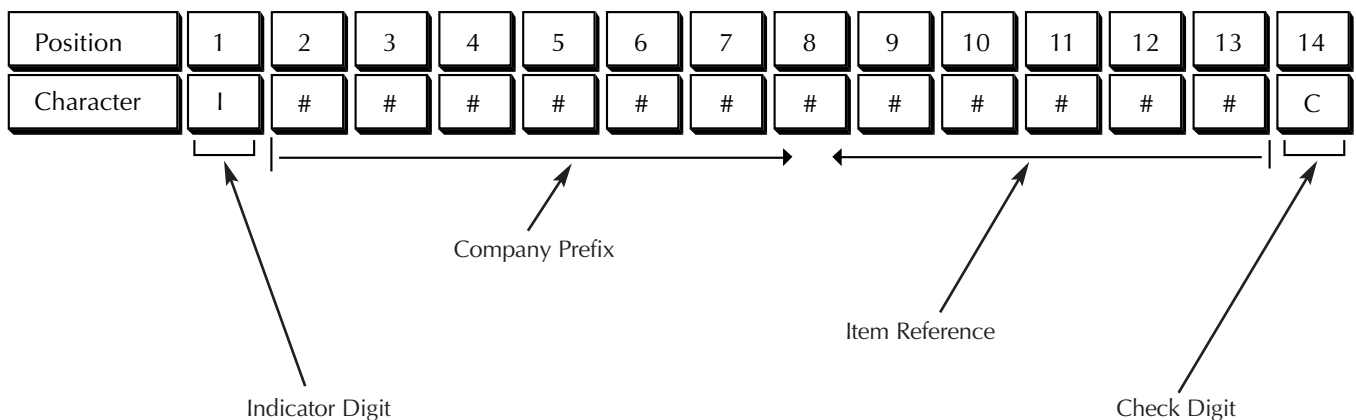 Position 1 2 3 4 5 6 7 8 9 10 11 12 13 14
Character I # # # # # # # # # # # # C
Company Prefix
Item Reference
Indicator Digit Check Digit